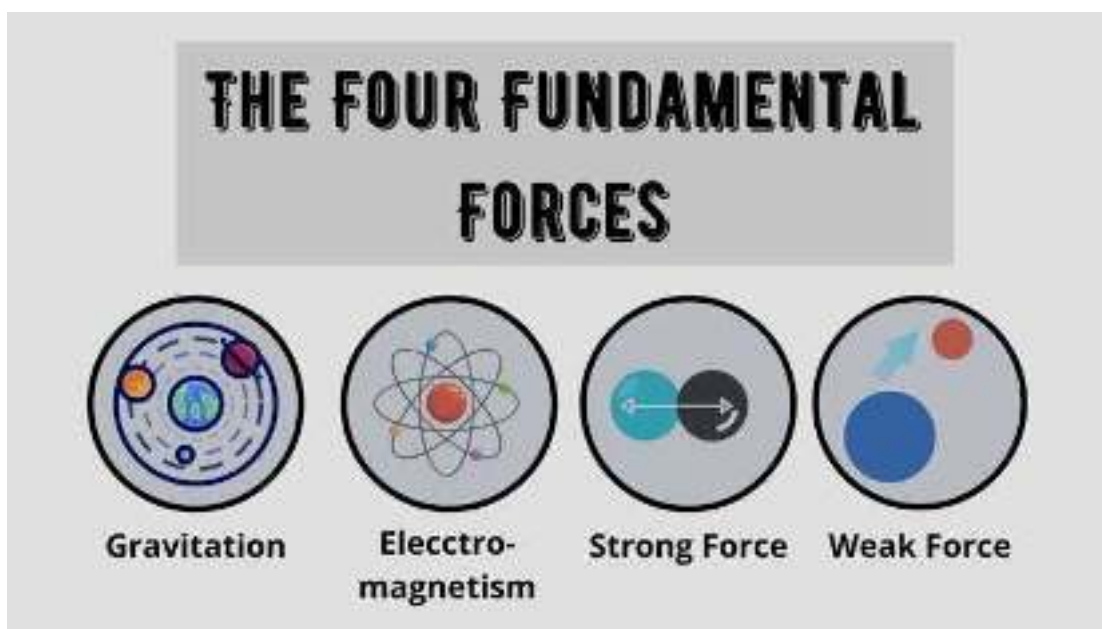 THE FOUR FUNDAMENTAL
FORCES
Gravitation
Elecctro-
magnetism
Strong Force
Weak Force